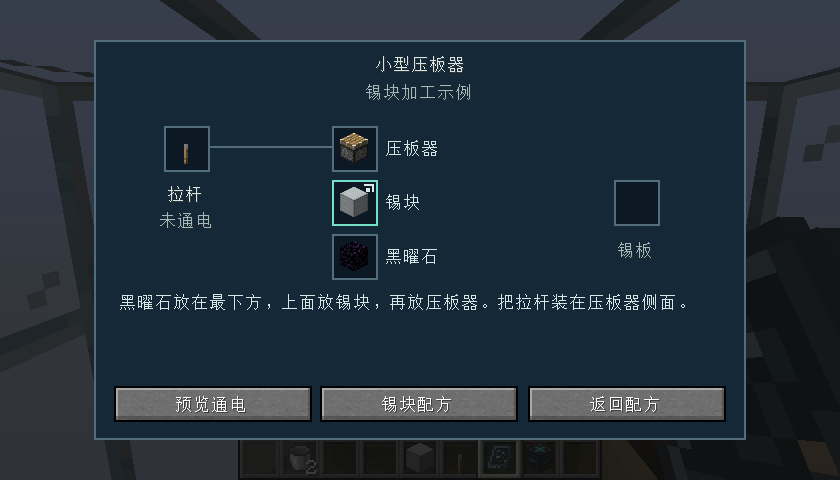 小型压板器
锡块加工示例
压板器
拉杆
未通电
锡块
锡板
黑曜石
黑曜石放在最下方，上面放锡块，再放压板器。把拉杆装在压板器侧面。
预览通电
锡块配方
返回配方
2